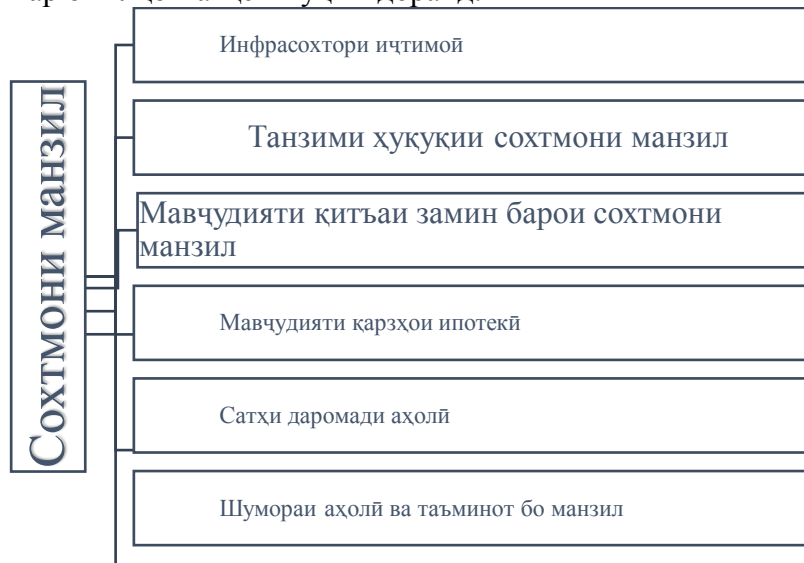 Сохтмони манзил
Инфрасохтори иҷтимоӣ
Танзими ҳуқуқии сохтмони манзил
Мавҷудияти қитъаи замин барои сохтмони
манзил
Мавҷудияти қарзҳои ипотекӣ
Сатҳи даромади аҳолӣ
Шумораи аҳолӣ ва таъминот бо манзил